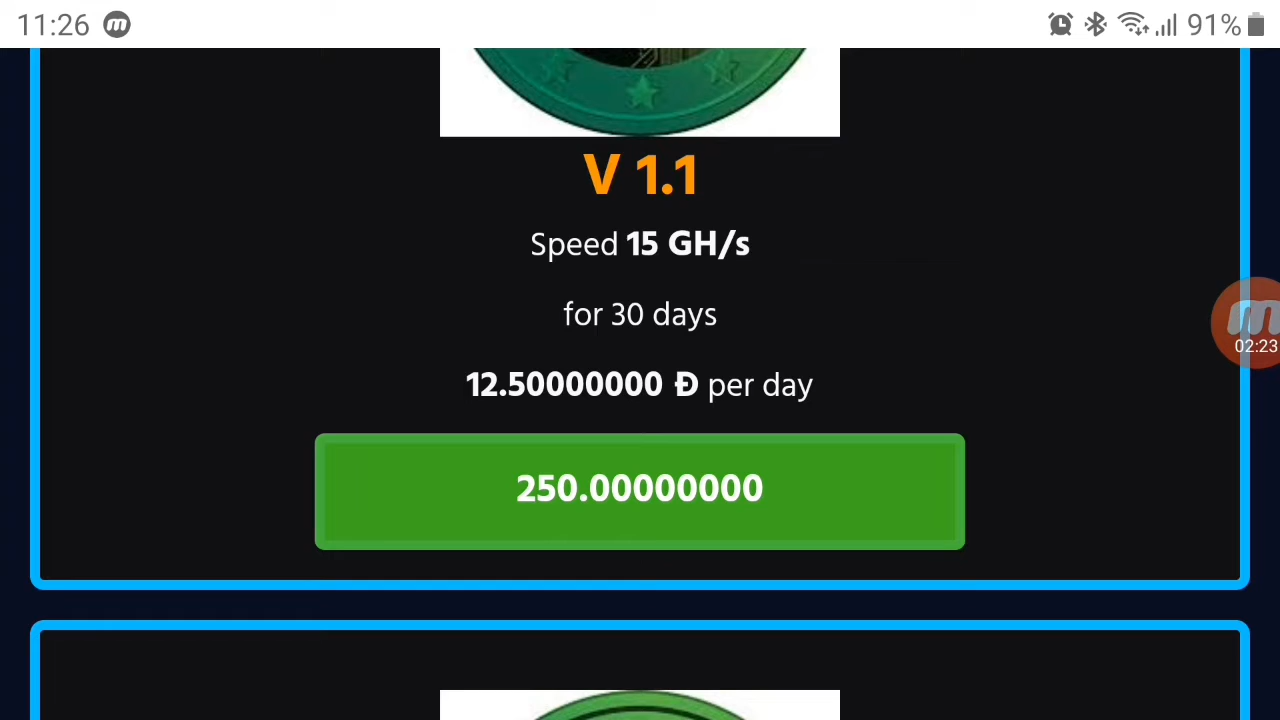 11:26 91%
V 1.1
Speed 15 GH/s
for 30 days
12.50000000 Ð per day
250.00000000
02:23